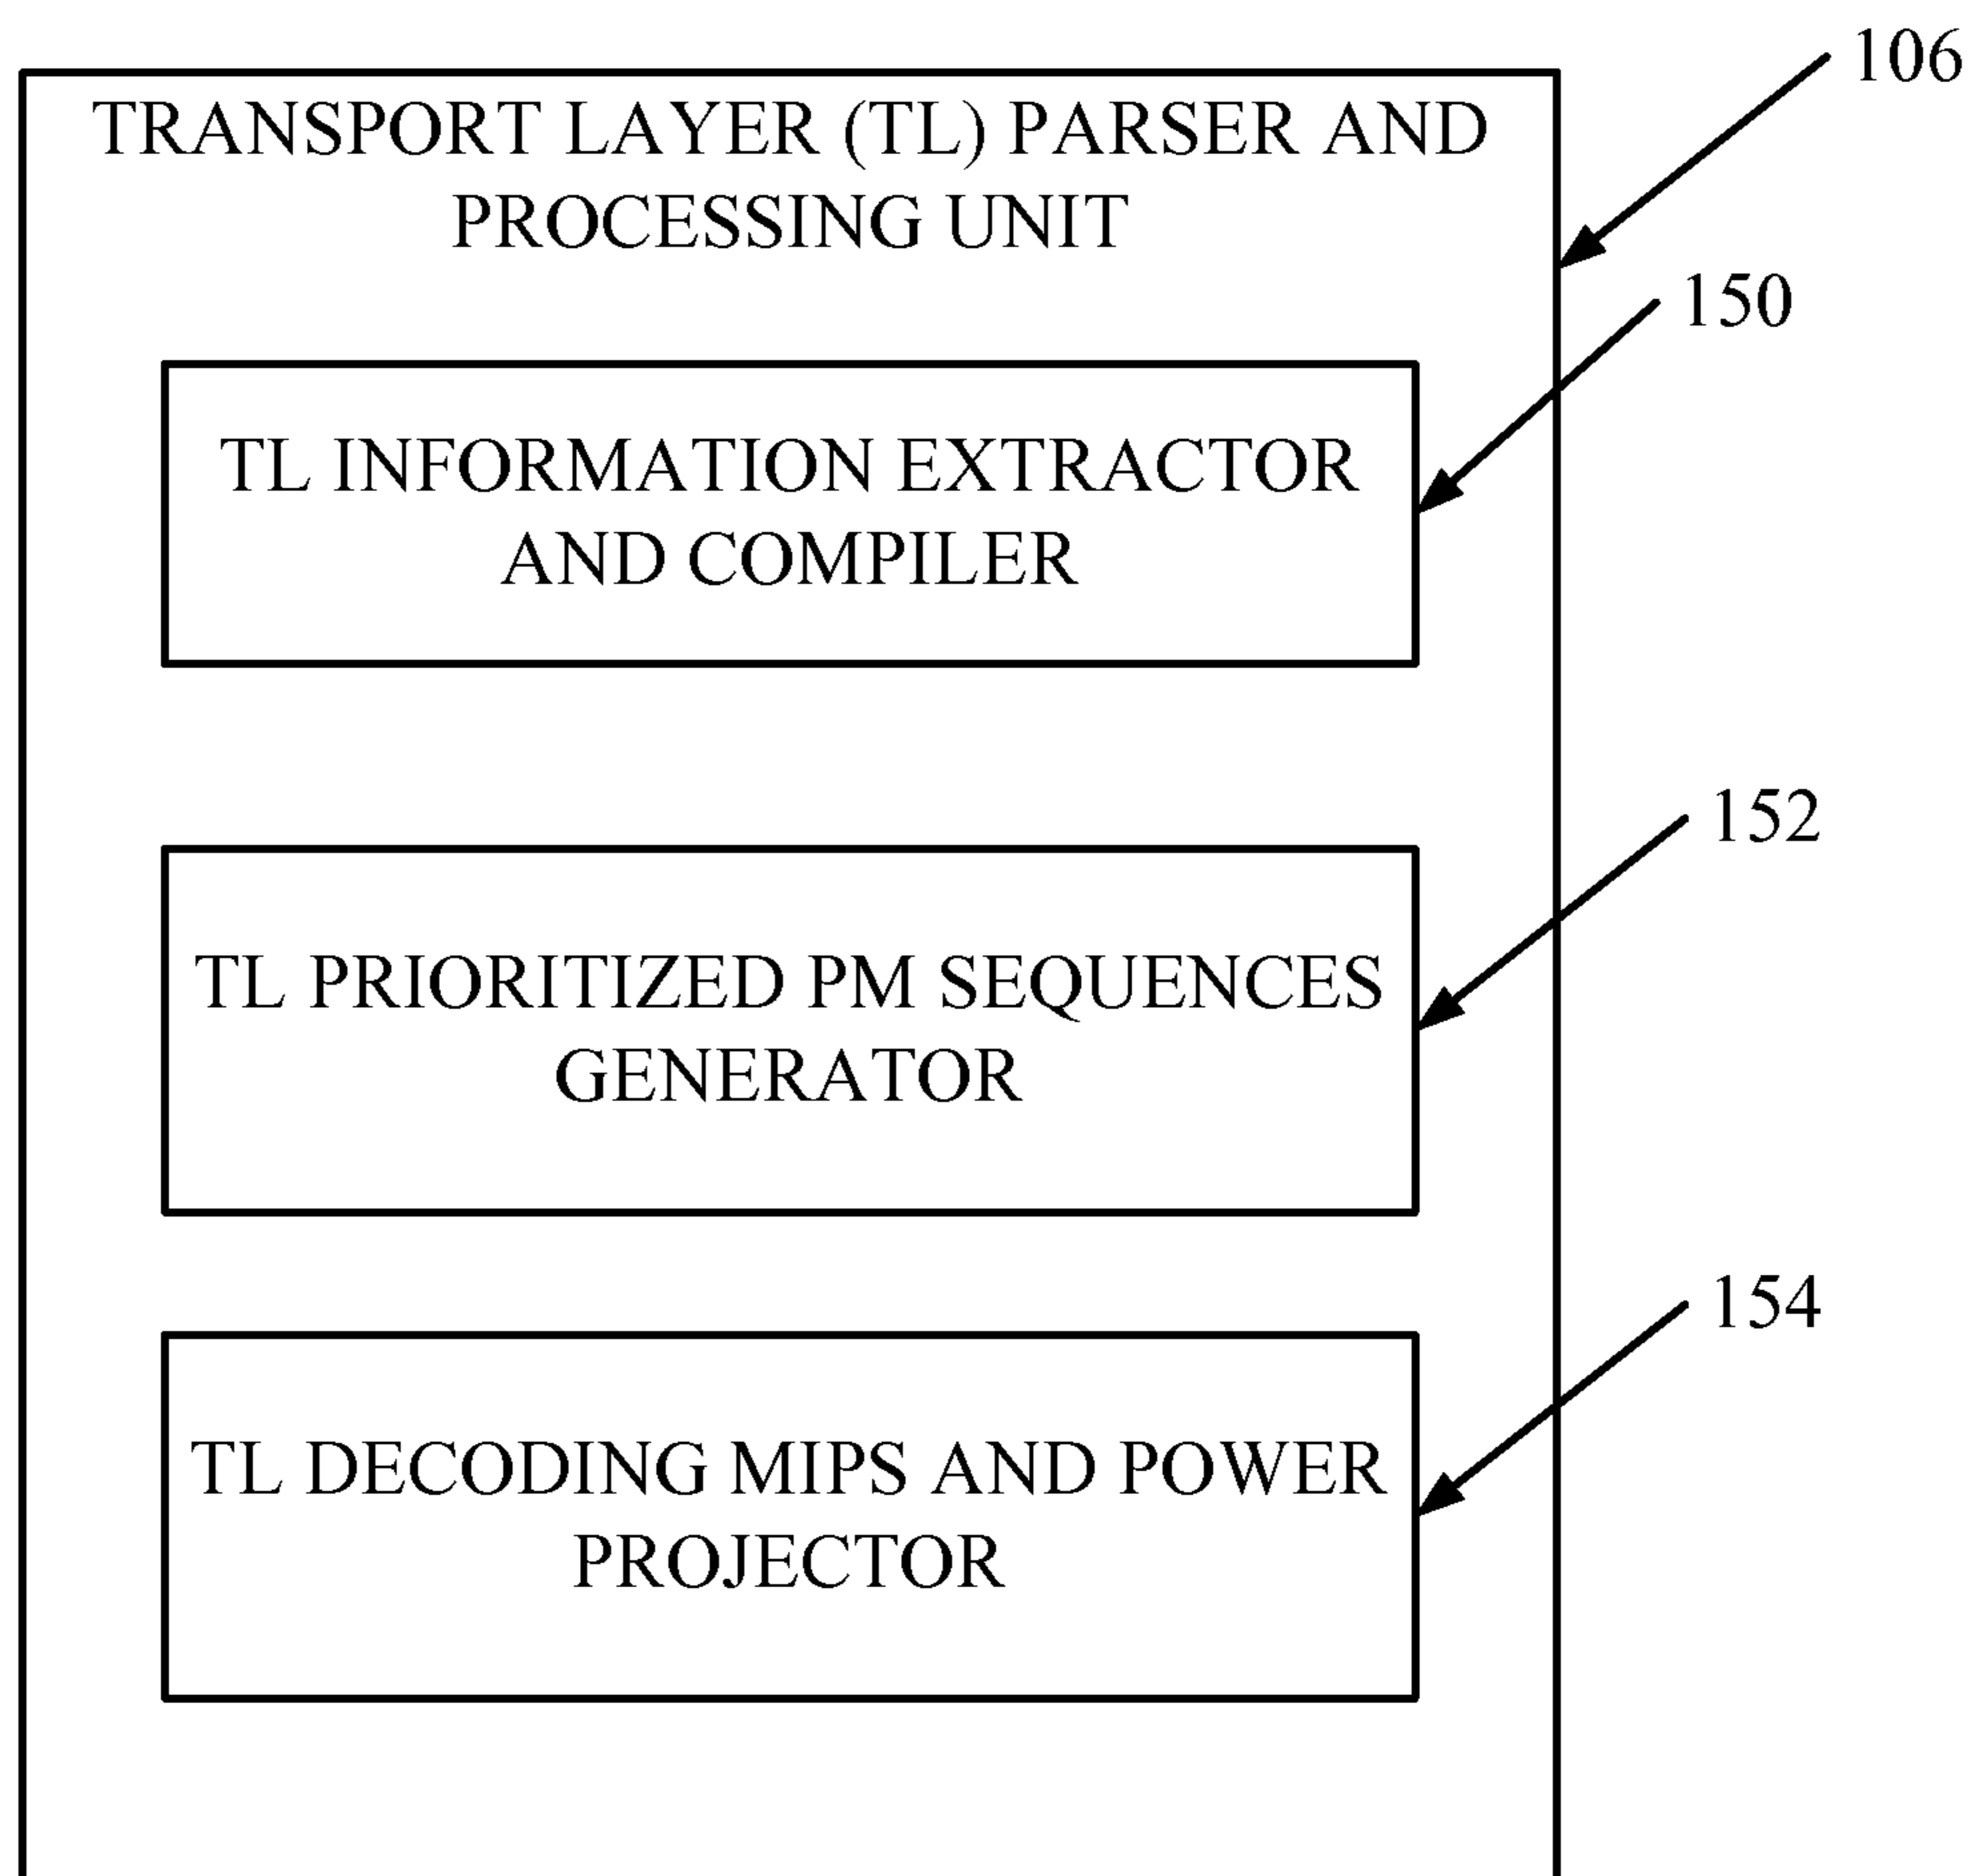 106
TRANSPORT LAYER (TL) PARSER AND
PROCESSING UNIT
150
TL INFORMATION EXTRACTOR
AND COMPILER
152
TL PRIORITIZED PM SEQUENCES
GENERATOR
154
TL DECODING MIPS AND POWER
PROJECTOR